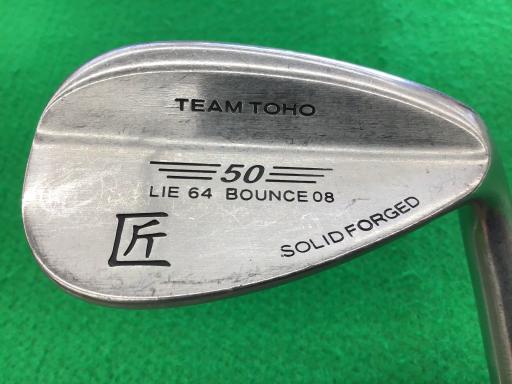 TEAM TOHO
50
LIE 64 BOUNCE 08
匠
SOLID FORGED